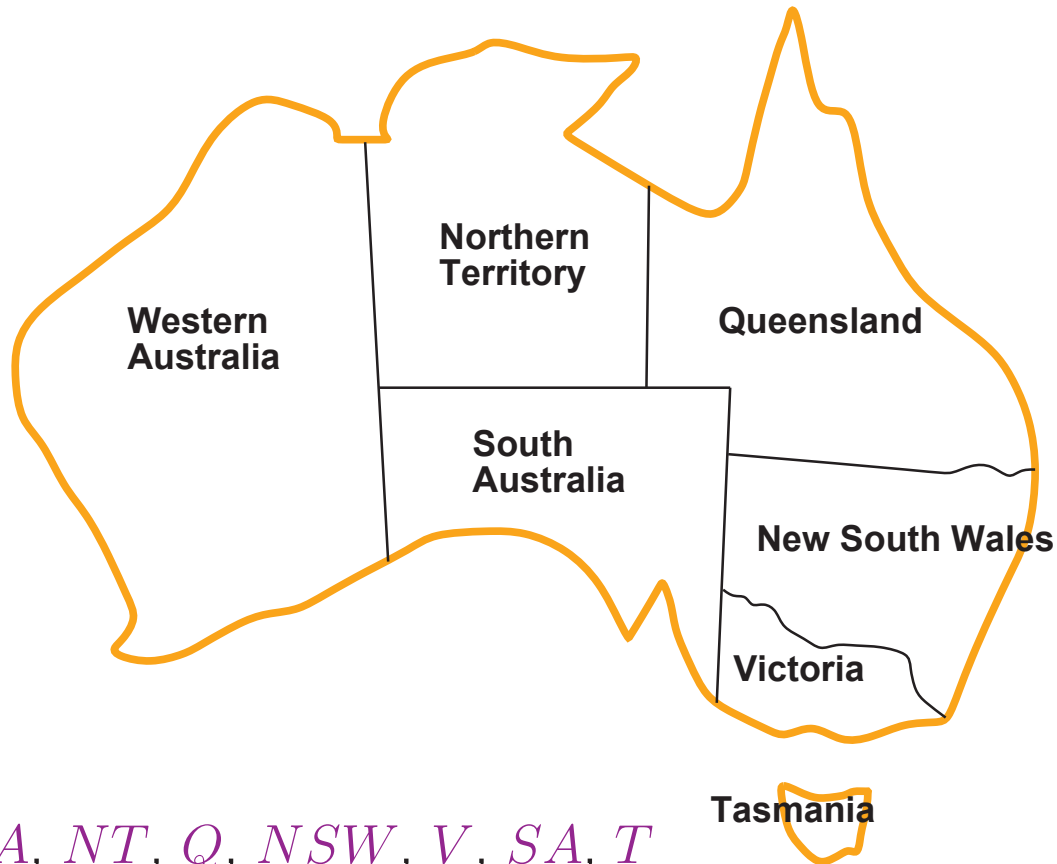 Northern
Territory
Western
Australia
Queensland
South
Australia
New South Wales
Victoria
Tasmania
A, NT, Q, NSW, V, SA, T